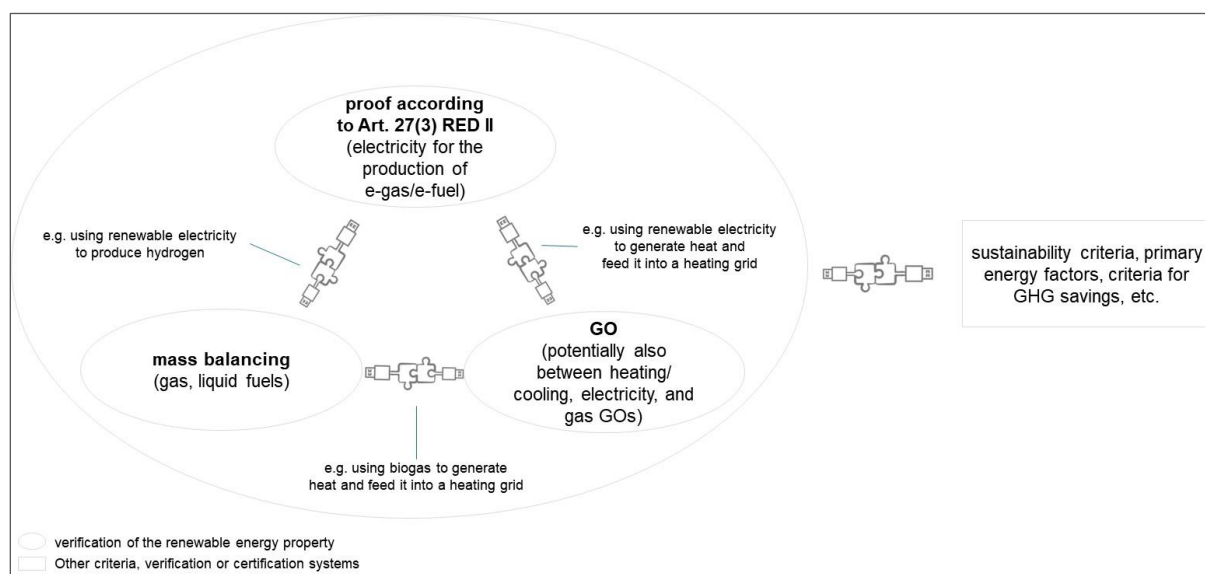 proof according
to Art. 27(3) RED II
(electricity for the
production of
e-gas/e-fuel)
e.g. using renewable electricity
to produce hydrogen
e.g. using renewable electricity
to generate heat and
feed it into a heating grid
sustainability criteria, primary
energy factors, criteria for
GHG savings, etc.
mass balancing
(gas, liquid fuels)
GO
(potentially also
between heating/
cooling, electricity, and
gas GOs)
e.g. using biogas to generate
heat and feed it into a heating grid
verification of the renewable energy property
Other criteria, verification or certification systems